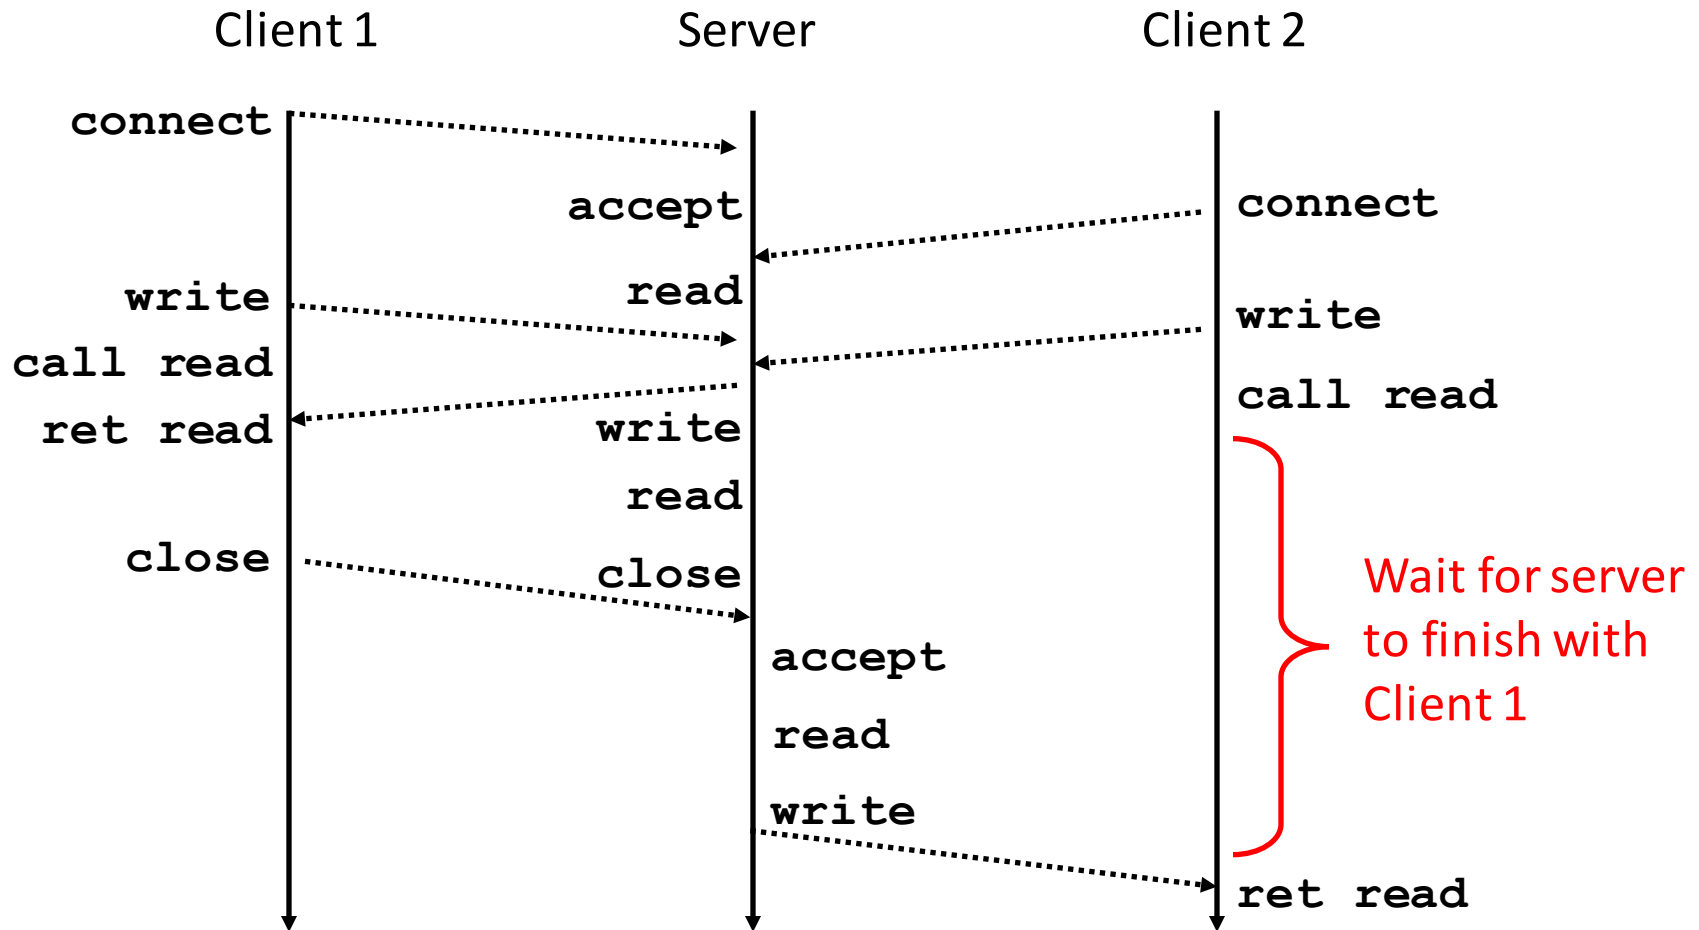 Client 1
Server
Client 2
connect
accept
connect
write
read
write
call read
call read
ret read
write
read
close
close
Wait for server
to finish with
Client 1
accept
read
write
ret read